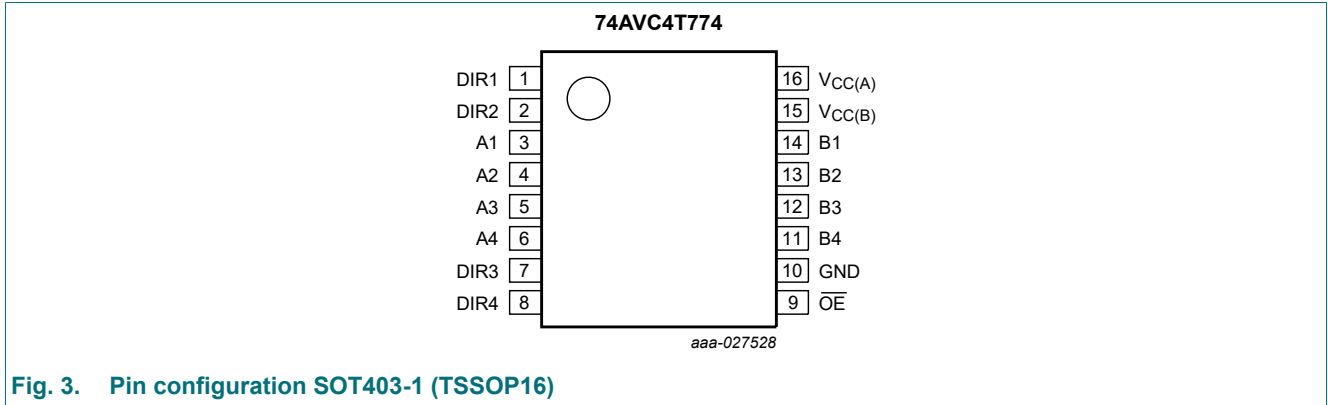 74AVC4T774
DIR1 1 16 VCC(A)
DIR2 2 15 VCC(B)
A1 3 14 B1
A2 4 13 B2
A3 5 12 B3
A4 6 11 B4
DIR3 7 10 GND
DIR4 8 9 O̅E̅
aaa-027528
Fig. 3. Pin configuration SOT403-1 (TSSOP16)